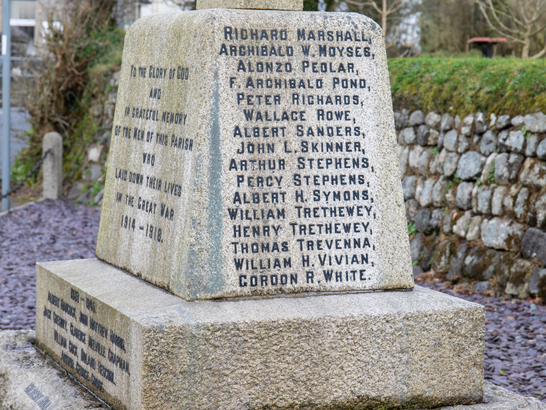 TO THE GLORY OF GOD
AND
IN GRATEFUL MEMORY
OF THE MEN OF THIS PARISH
WHO
LAID DOWN THEIR LIVES
IN THE GREAT WAR
1914 - 1918.
RICHARD MARSHALL,
ARCHIBALD W. MOYSES,
ALONZO PEOLAR,
F. ARCHIBALD POND,
PETER RICHARDS,
WALLACE ROWE,
ALBERT SANDERS,
JOHN L. SKINNER,
ARTHUR STEPHENS,
PERCY STEPHENS,
ALBERT H. SYMONS,
WILLIAM TRETHEWEY,
HENRY TRETHEWEY,
THOMAS TREVENNA,
WILLIAM H. VIVIAN,
GORDON R. WHITE.